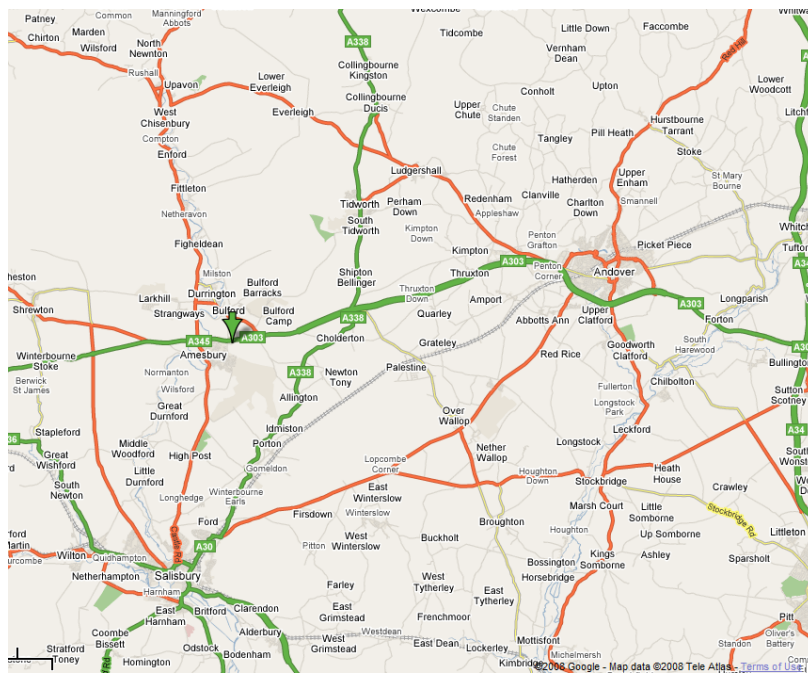 Patney
Common
Manningford
Abbots
Wexcombe
Chirton
Marden
Wilsford
North
Newnton
Tidcombe
Little Down
Faccombe
Vernham
Dean
Red Hill
A338
Rushall
Upavon
Lower
Everleigh
Collingbourne
Kingston
Conholt
Upton
Lower
Woodcott
West
Chisenbury
Everleigh
Collingbourne
Ducis
Upper
Chute
Chute
Standen
Hurstbourne
Tarrant
Compton
Tangley
Pill Heath
Enford
Chute
Forest
Stoke
Ludgershall
Hatherden
Upper
Enham
St Mary
Bourne
Fittleton
Tidworth
Perham
Down
Redenham
Clanville
Charlton
Down
Smannell
Netheravon
South
Tidworth
Appleshaw
Kimpton
Down
Penton
Grafton
Picket Piece
Figheldean
Kimpton
A303
Penton
Corner
Andover
Milston
Shipton
Bellinger
Thruxton
Shrewton
Larkhill
Durrington
Bulford
Barracks
Thruxton
Down
Amport
A303
Longparish
Strangways
Bulford
Bulford
Camp
A338
Quarley
Abbotts Ann
Upper
Clatford
Forton
A345
A303
Cholderton
Grateley
Goodworth
Clatford
South
Harewood
Winterbourne
Stoke
Amesbury
Red Rice
Bullington
Berwick
St James
Normanton
A338
Newton
Tony
Palestine
Fullerton
Chilbolton
Wilsford
Allington
Longstock
Park
Sutton
Scotney
Great
Durnford
Over
Wallop
Leckford
A34
Stapleford
Idmiston
Middle
Woodford
High Post
Porton
Nether
Wallop
Longstock
Great
Wishford
Little
Durnford
Gomeldon
Lopcombe
Corner
Houghton
Down
Stockbridge
Heath
House
South
Newton
Longhedge
Winterbourne
Earls
East
Winterslow
Crawley
Ford
Firsdown
Winterslow
Broughton
Marsh Court
Little
Somborne
Stockbridge Rd
Castle Rd
A30
Pitton
West
Winterslow
Buckholt
Houghton
Up Somborne
Littleton
Wilton
Quidhampton
Kings
Somborne
Ashley
Sparsholt
Netherhampton
Salisbury
Farley
West
Tytherley
Bossington
Horsebridge
Harnham
East
Harnham
Britford
Clarendon
East
Grimstead
East
Tytherley
Frenchmoor
Pitt
Coombe
Bissett
Alderbury
Westdean
West
Grimstead
East Dean
Lockerley
Mottisfont
Standon
Oliver's
Battery
Stratford
Toney
Homington
Odstock
Bodenham
Michelmersh
Kimbridge
©2008 Google - Map data ©2008 Tele Atlas - Terms of Use